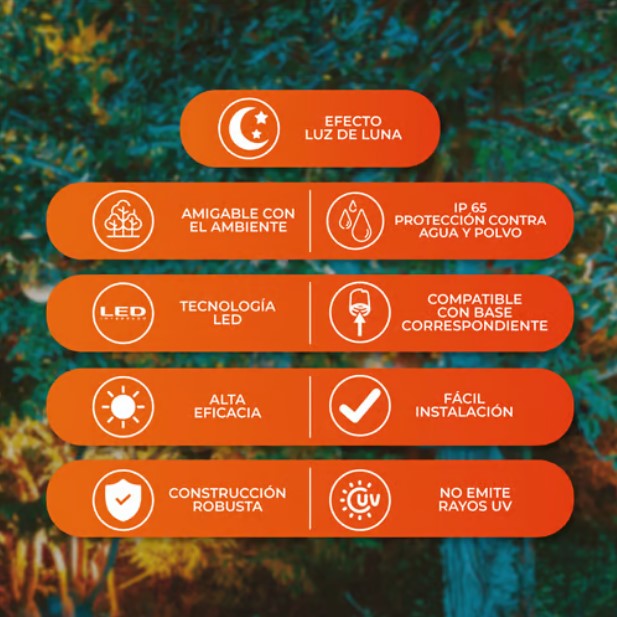 EFECTO
LUZ DE LUNA
AMIGABLE CON
EL AMBIENTE
IP 65
PROTECCIÓN CONTRA
AGUA Y POLVO
LED
TECNOLOGÍA
LED
COMPATIBLE
CON BASE
CORRESPONDIENTE
ALTA
EFICACIA
FÁCIL
INSTALACIÓN
CONSTRUCCIÓN
ROBUSTA
UV
NO EMITE
RAYOS UV